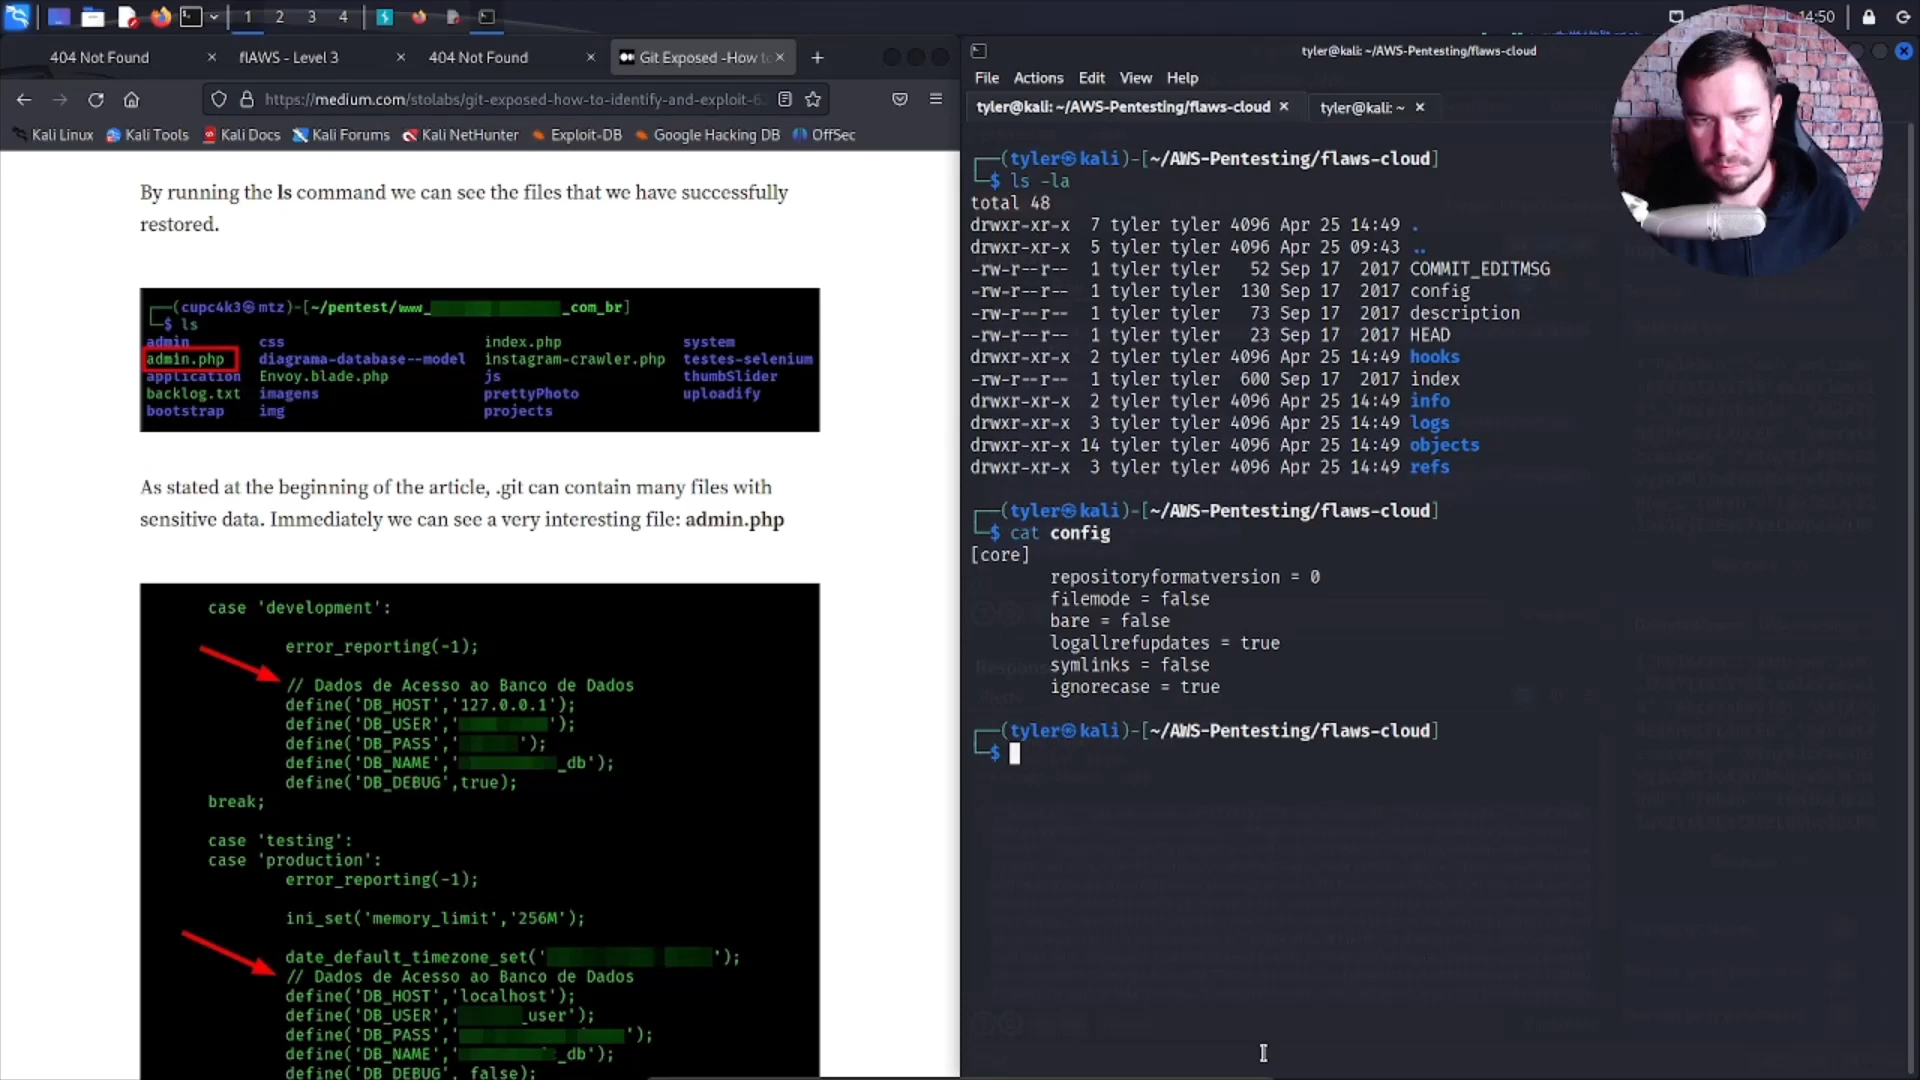 1 2 3 4
14:50
404 Not Found
flAWS - Level 3
404 Not Found
Git Exposed -How to
https://medium.com/stolabs/git-exposed-how-to-identify-and-exploit-6
Kali Linux Kali Tools Kali Docs Kali Forums Kali NetHunter Exploit-DB Google Hacking DB OffSec
By running the ls command we can see the files that we have successfully
restored.
(cupc4k3㉿mtz)-[~/pentest/www_ _com_br]
$ ls
admin css index.php system
admin.php diagrama-database--model instagram-crawler.php testes-selenium
application Envoy.blade.php js thumbSlider
backlog.txt imagens prettyPhoto uploadify
bootstrap img projects
As stated at the beginning of the article, .git can contain many files with
sensitive data. Immediately we can see a very interesting file: admin.php
case 'development':
error_reporting(-1);
// Dados de Acesso ao Banco de Dados
define('DB_HOST','127.0.0.1');
define('DB_USER',' ');
define('DB_PASS',' ');
define('DB_NAME',' _db');
define('DB_DEBUG',true);
break;
case 'testing':
case 'production':
error_reporting(-1);
ini_set('memory_limit','256M');
date_default_timezone_set(' ');
// Dados de Acesso ao Banco de Dados
define('DB_HOST','localhost');
define('DB_USER',' _user');
define('DB_PASS',' ');
define('DB_NAME',' _db');
define('DB_DEBUG', false);
tyler@kali: ~/AWS-Pentesting/flaws-cloud
File Actions Edit View Help
tyler@kali: ~/AWS-Pentesting/flaws-cloud
tyler@kali: ~
(tyler㉿kali)-[~/AWS-Pentesting/flaws-cloud]
$ ls -la
total 48
drwxr-xr-x 7 tyler tyler 4096 Apr 25 14:49 .
drwxr-xr-x 5 tyler tyler 4096 Apr 25 09:43 ..
-rw-r--r-- 1 tyler tyler 52 Sep 17 2017 COMMIT_EDITMSG
-rw-r--r-- 1 tyler tyler 130 Sep 17 2017 config
-rw-r--r-- 1 tyler tyler 73 Sep 17 2017 description
-rw-r--r-- 1 tyler tyler 23 Sep 17 2017 HEAD
drwxr-xr-x 2 tyler tyler 4096 Apr 25 14:49 hooks
-rw-r--r-- 1 tyler tyler 600 Sep 17 2017 index
drwxr-xr-x 2 tyler tyler 4096 Apr 25 14:49 info
drwxr-xr-x 3 tyler tyler 4096 Apr 25 14:49 logs
drwxr-xr-x 14 tyler tyler 4096 Apr 25 14:49 objects
drwxr-xr-x 3 tyler tyler 4096 Apr 25 14:49 refs
(tyler㉿kali)-[~/AWS-Pentesting/flaws-cloud]
$ cat config
[core]
repositoryformatversion = 0
filemode = false
bare = false
logallrefupdates = true
symlinks = false
ignorecase = true
(tyler㉿kali)-[~/AWS-Pentesting/flaws-cloud]
$